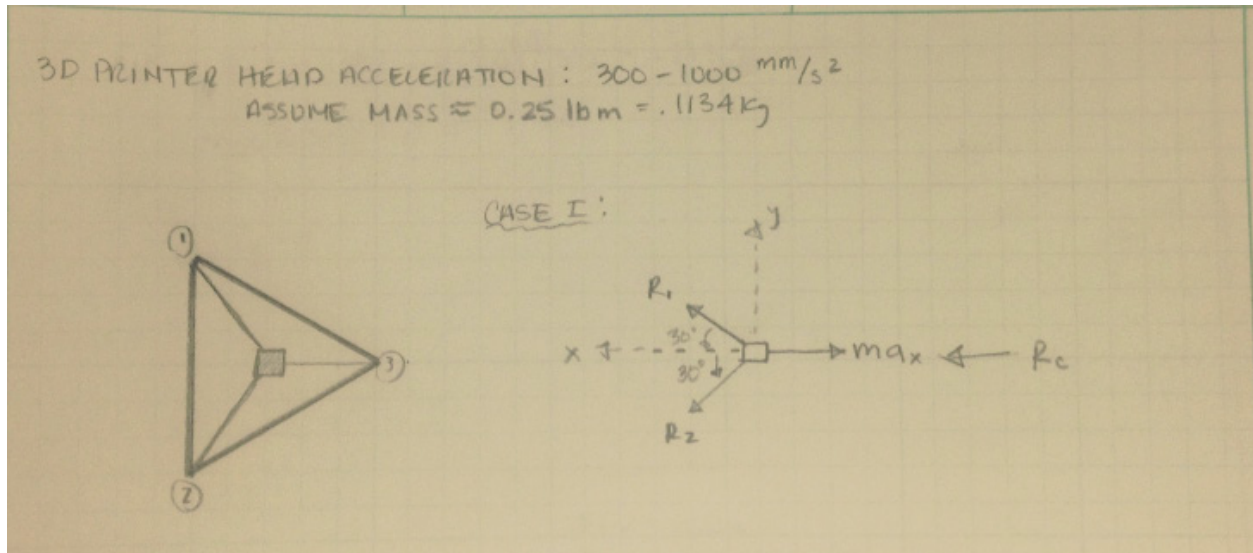 3D PRINTER HEAD ACCELERATION : 300 - 1000 mm/s²
ASSUME MASS ≈ 0.25 lbm = .1134 kg
CASE I :
1
2
3
y
R₁
30°
x
30°
R₂
max
Rc